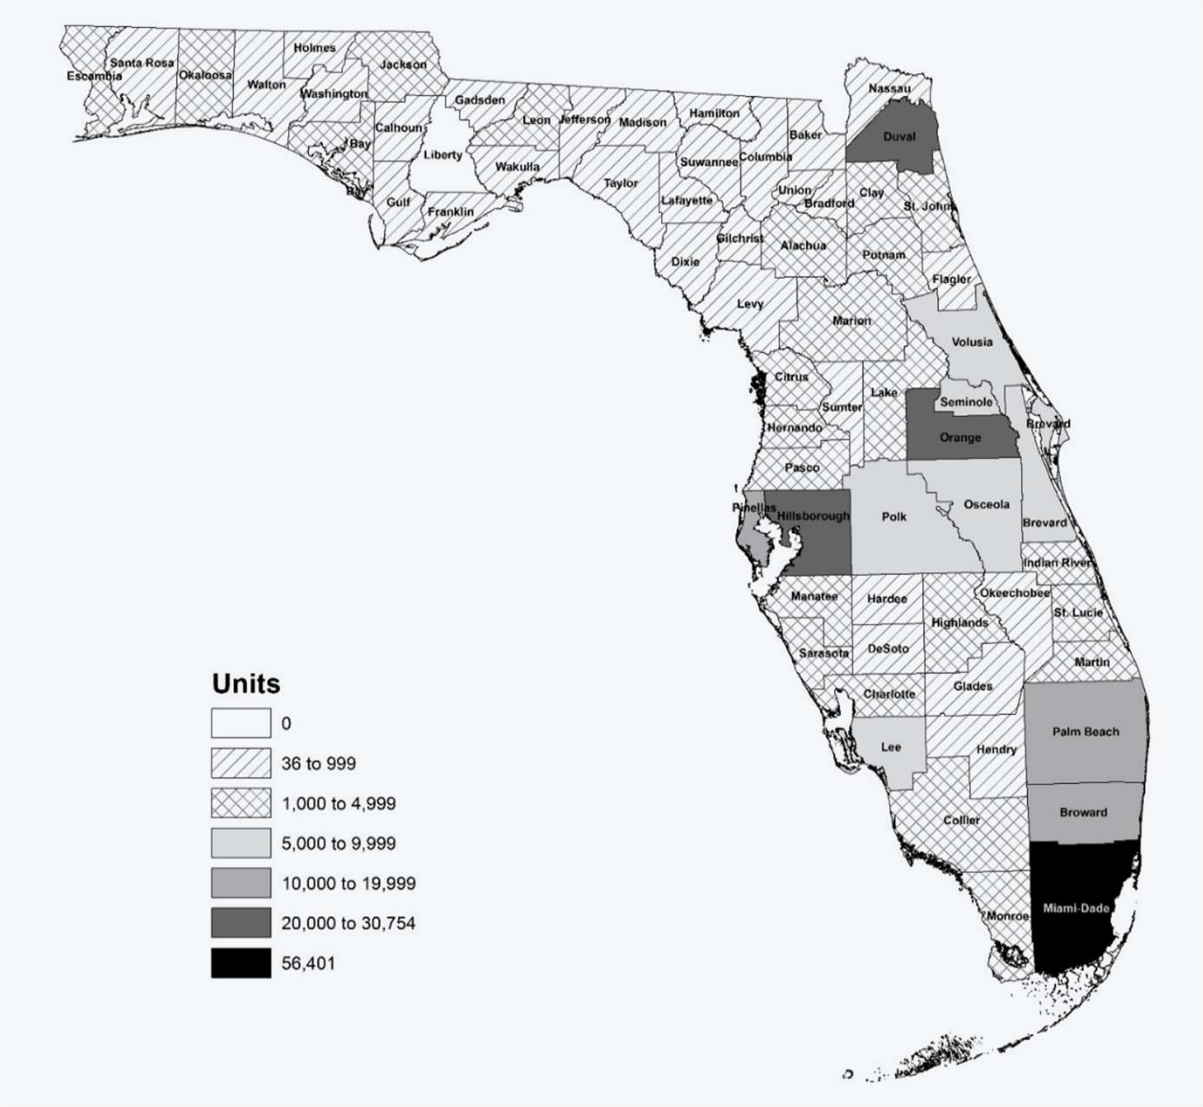 Holmes
Santa Rosa
Jackson
Escambia
Okaloosa
Walton
Washington
Nassau
Gadsden
Hamilton
Leon
Jefferson
Madison
Calhoun
Baker
Duval
Bay
Liberty
Columbia
Suwannee
Wakulla
Taylor
Bay
Union
Clay
Lafayette
Gulf
Bradford
St. Johns
Franklin
Gilchrist
Alachua
Putnam
Dixie
Flagler
Levy
Marion
Volusia
Citrus
Lake
Seminole
Sumter
Brevard
Hernando
Orange
Pasco
Osceola
Pinellas
Hillsborough
Polk
Brevard
Indian River
Manatee
Hardee
Okeechobee
St. Lucie
Highlands
DeSoto
Sarasota
Martin
Glades
Charlotte
Palm Beach
Lee
Hendry
Broward
Collier
Miami-Dade
Monroe
Units
0
36 to 999
1,000 to 4,999
5,000 to 9,999
10,000 to 19,999
20,000 to 30,754
56,401